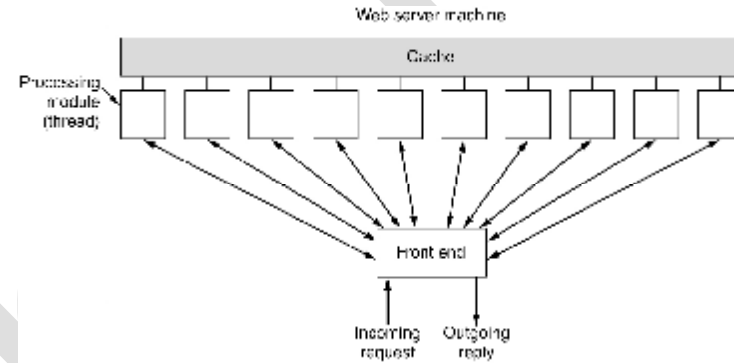 Web server machine
Cache
Processing
module
(thread)
Front end
Incoming
request
Outgoing
reply